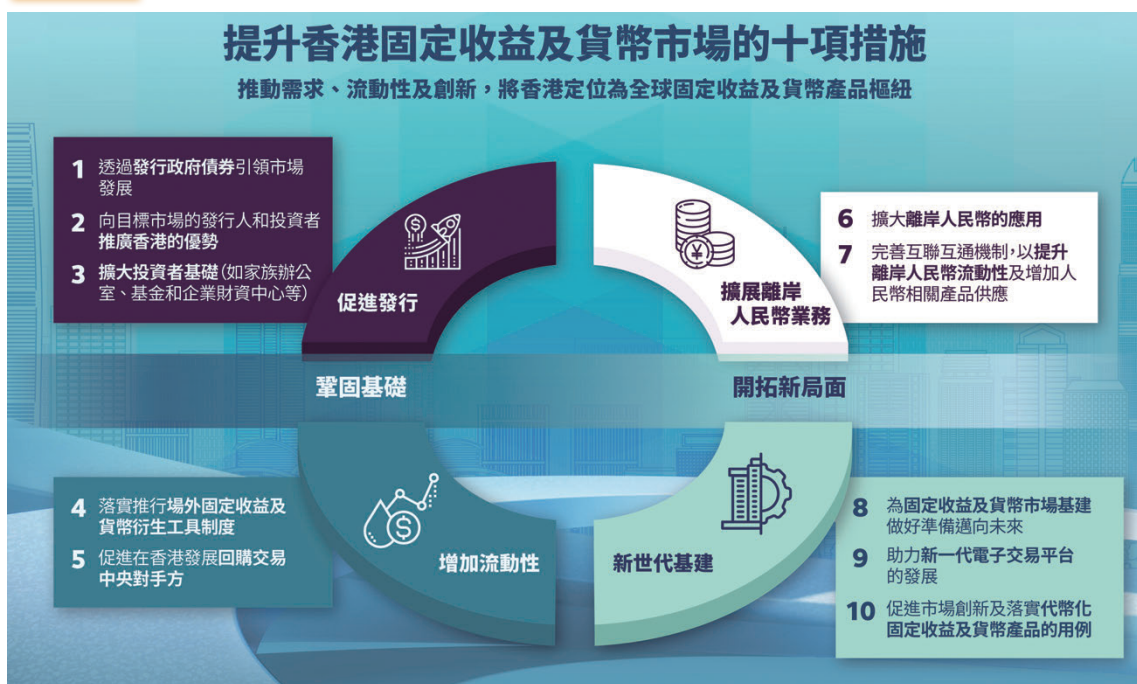 提升香港固定收益及貨幣市場的十項措施
推動需求、流動性及創新，將香港定位為全球固定收益及貨幣產品樞紐
1 透過發行政府債券引領市場
發展
2 向目標市場的發行人和投資者
推廣香港的優勢
3 擴大投資者基礎（如家族辦公
室、基金和企業財資中心等）
促進發行
擴展離岸
人民幣業務
6 擴大離岸人民幣的應用
7 完善互聯互通機制，以提升
離岸人民幣流動性及增加人
民幣相關產品供應
鞏固基礎
開拓新局面
4 落實推行場外固定收益及
貨幣衍生工具制度
5 促進在香港發展回購交易
中央對手方
增加流動性
新世代基建
8 為固定收益及貨幣市場基建
做好準備邁向未來
9 助力新一代電子交易平台
的發展
10 促進市場創新及落實代幣化
固定收益及貨幣產品的用例